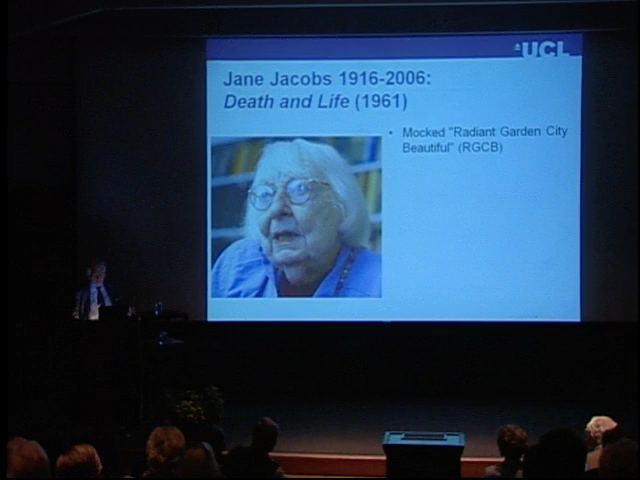 UCL
Jane Jacobs 1916-2006:
Death and Life (1961)
• Mocked "Radiant Garden City
Beautiful" (RGCB)